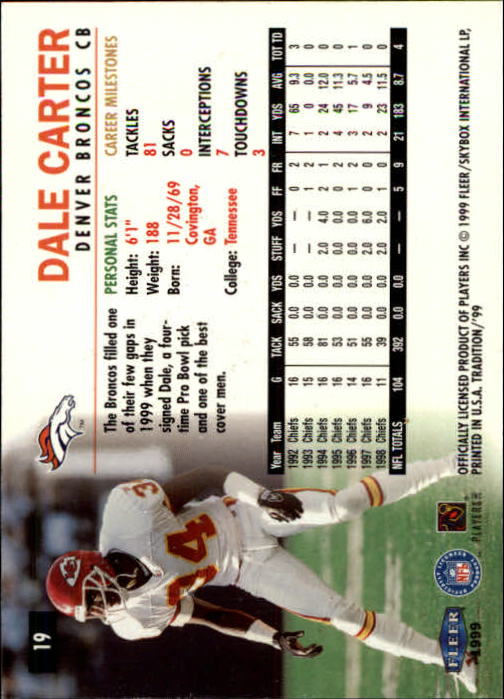 19
DALE CARTER
DENVER BRONCOS CB
The Broncos filled one
of their few gaps in
1999 when they
signed Dale, a four-
time Pro Bowl pick
and one of the best
cover men.
PERSONAL STATS
Height: 6'1"
Weight: 188
Born: 11/28/69
Covington,
GA
College: Tennessee
CAREER MILESTONES
TACKLES
81
SACKS
0
INTERCEPTIONS
7
TOUCHDOWNS
3
Year Team G TACK SACK YDS STUFF YDS FF FR INT YDS AVG TOT TD
1992 Chiefs 16 55 0.0 0.0 — — 0 2 7 65 9.3 3
1993 Chiefs 15 58 0.0 0.0 — — 1 2 1 0 0.0 0
1994 Chiefs 16 81 0.0 0.0 2.0 4.0 2 1 2 24 12.0 0
1995 Chiefs 16 53 0.0 0.0 0.0 0.0 0 2 4 45 11.3 0
1996 Chiefs 14 51 0.0 0.0 0.0 0.0 0 1 3 17 5.7 1
1997 Chiefs 16 55 0.0 0.0 2.0 6.0 2 0 2 9 4.5 0
1998 Chiefs 11 39 0.0 0.0 2.0 2.0 0 1 2 23 11.5 0
NFL TOTALS 104 392 0.0 0.0 — — 5 9 21 183 8.7 4
34
FLEER
1999
NFL
PLAYERS
OFFICIALLY LICENSED PRODUCT OF PLAYERS INC © 1999 FLEER/SKYBOX INTERNATIONAL LP,
PRINTED IN U.S.A. TRADITION/'99